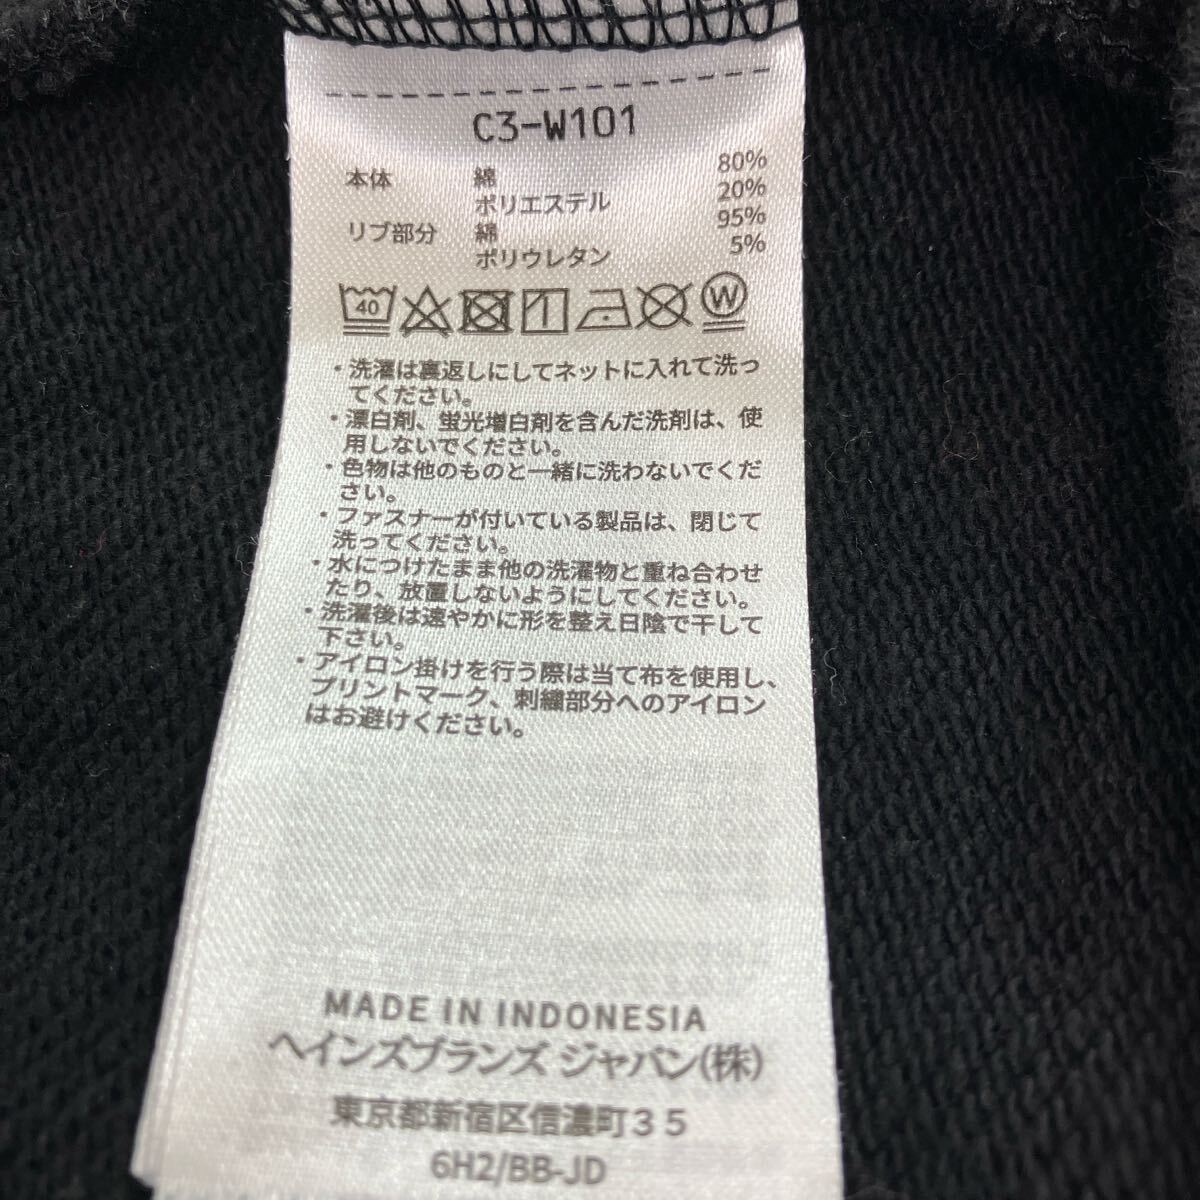 C3-W101
本体 綿 80%
ポリエステル 20%
リブ部分 綿 95%
ポリウレタン 5%
40 W
・洗濯は裏返しにしてネットに入れて洗っ
てください。
・漂白剤、蛍光増白剤を含んだ洗剤は、使
用しないでください。
・色物は他のものと一緒に洗わないでくだ
さい。
・ファスナーが付いている製品は、閉じて
洗ってください。
・水につけたまま他の洗濯物と重ね合わせ
たり、放置しないようにしてください。
・洗濯後は速やかに形を整え日陰で干して
下さい。
・アイロン掛けを行う際は当て布を使用し、
プリントマーク、刺繍部分へのアイロン
はお避けください。
MADE IN INDONESIA
ヘインズブランズ ジャパン(株)
東京都新宿区信濃町35
6H2/BB-JD